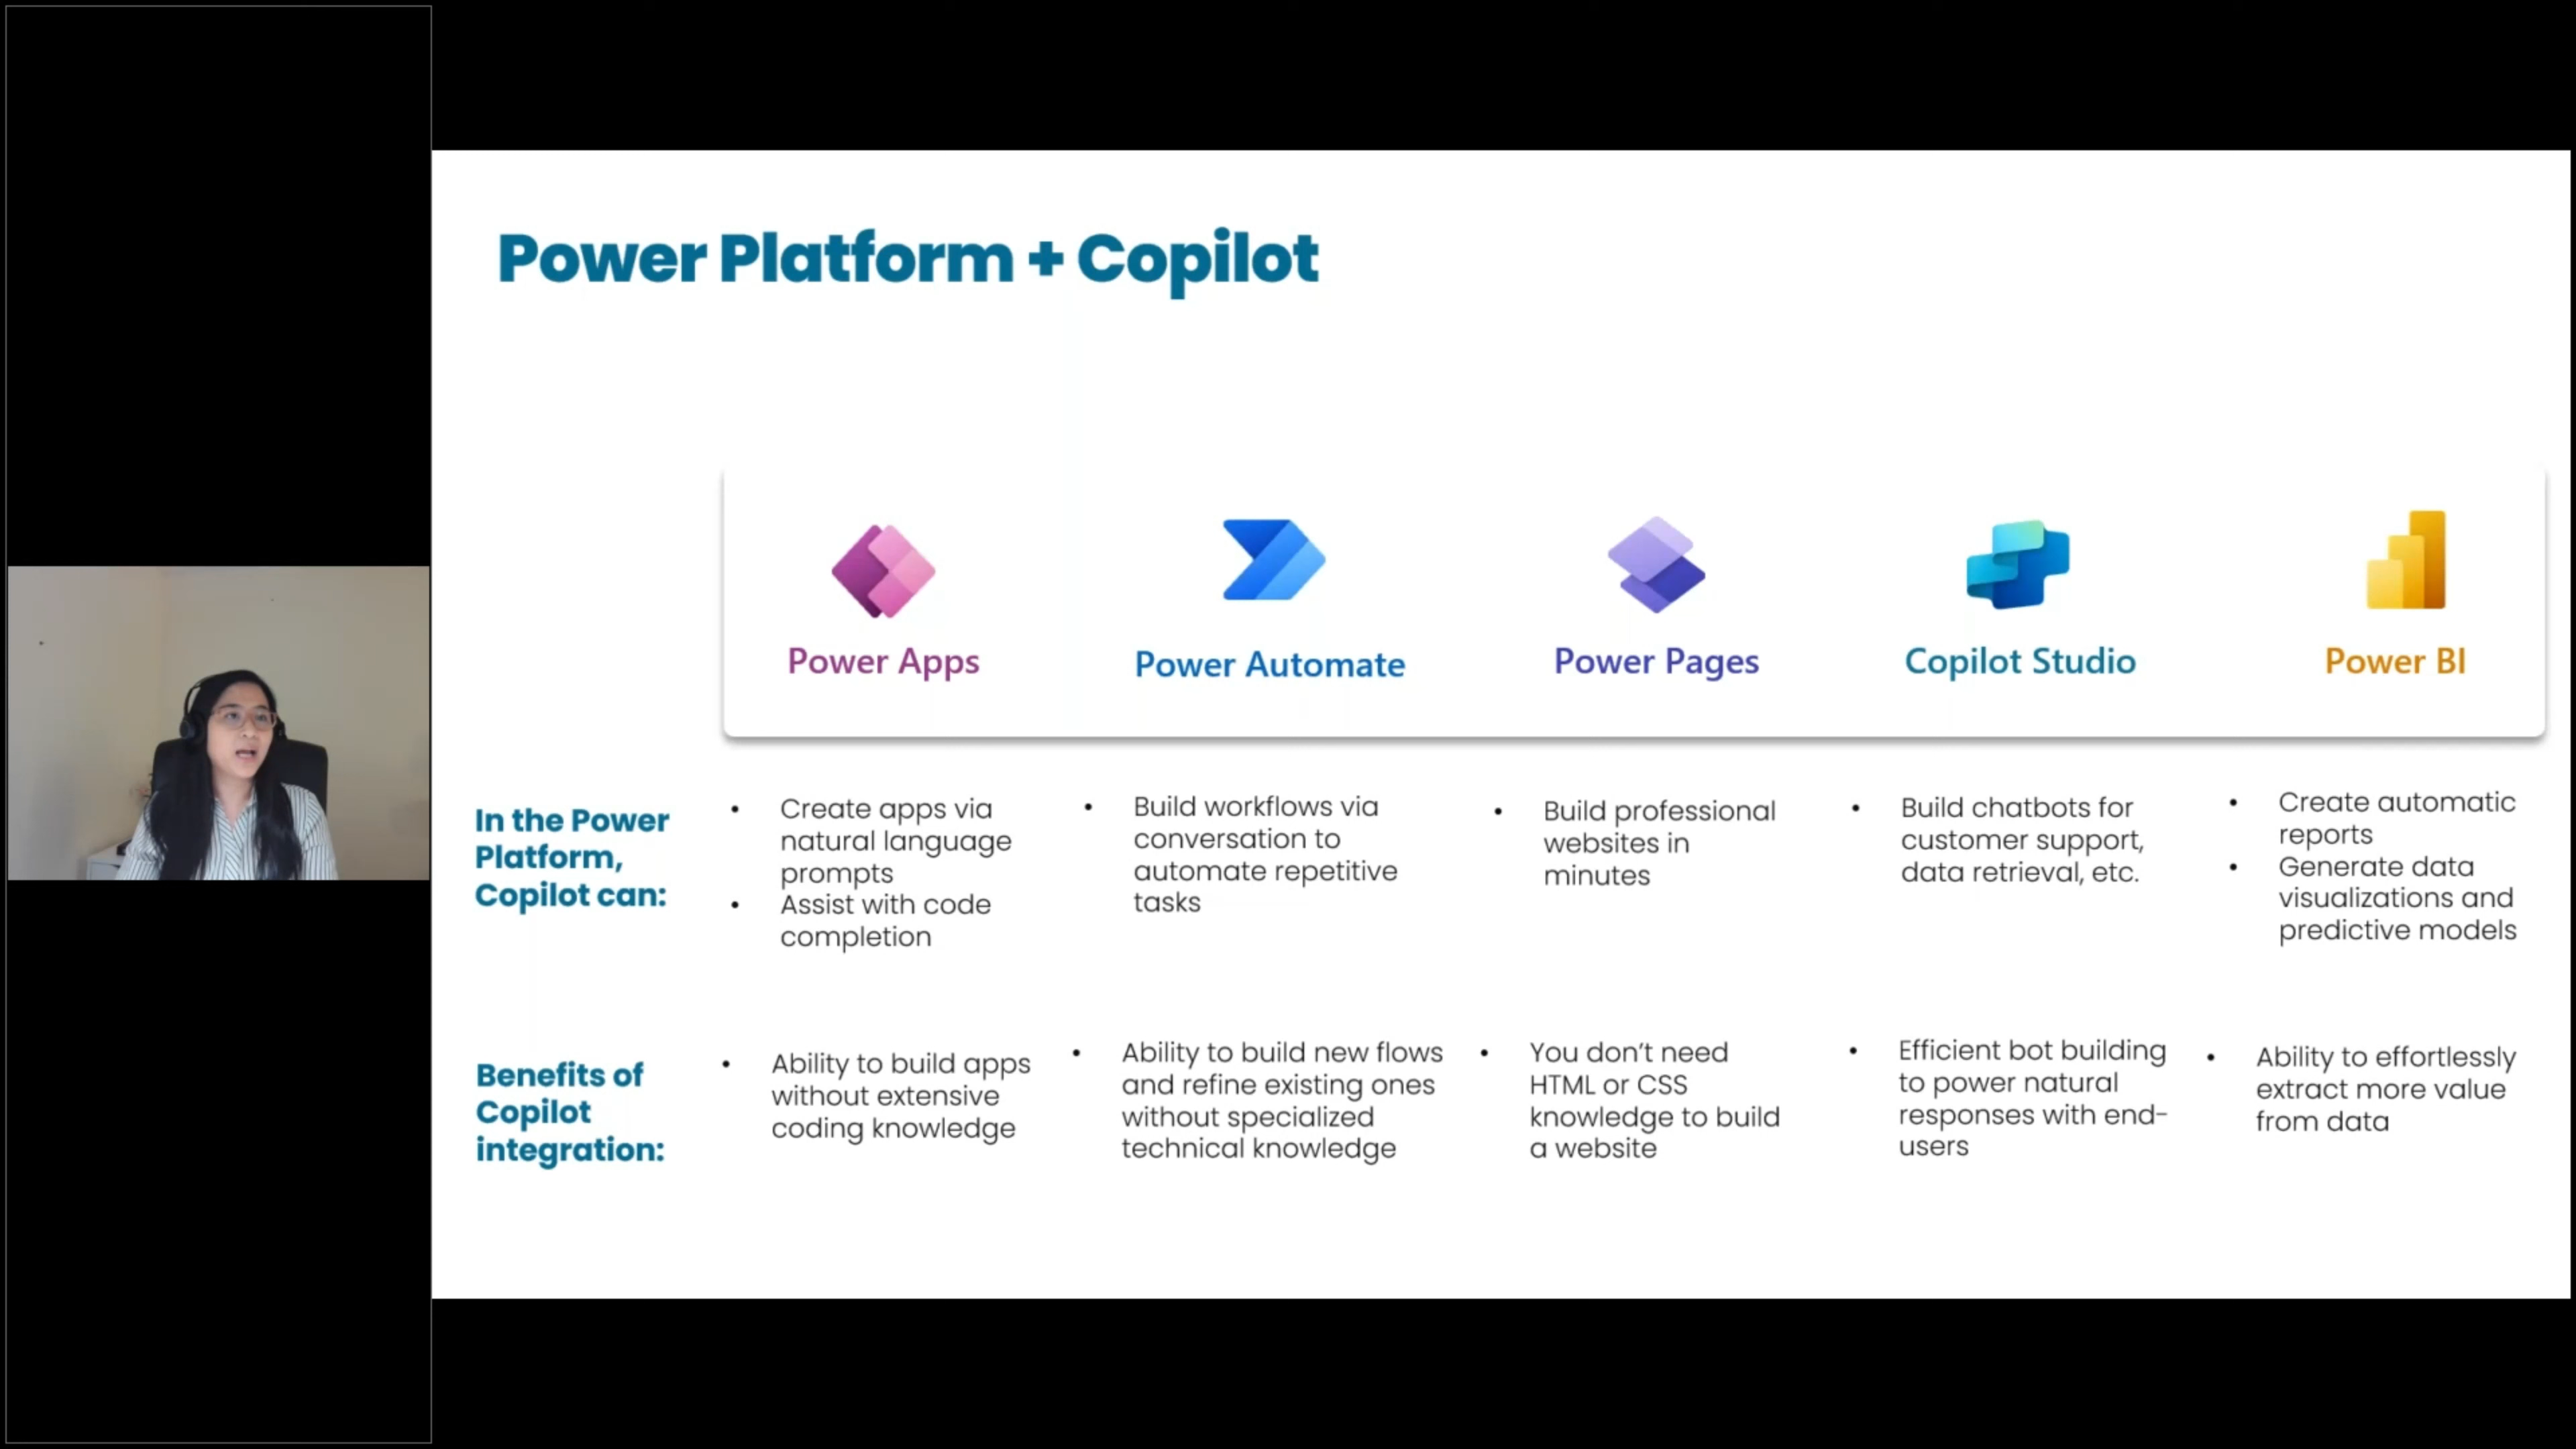 Power Platform + Copilot
Power Apps
Power Automate
Power Pages
Copilot Studio
Power BI
In the Power
Platform,
Copilot can:
• Create apps via
natural language
prompts
• Assist with code
completion
• Build workflows via
conversation to
automate repetitive
tasks
• Build professional
websites in
minutes
• Build chatbots for
customer support,
data retrieval, etc.
• Create automatic
reports
• Generate data
visualizations and
predictive models
Benefits of
Copilot
integration:
• Ability to build apps
without extensive
coding knowledge
• Ability to build new flows
and refine existing ones
without specialized
technical knowledge
• You don’t need
HTML or CSS
knowledge to build
a website
• Efficient bot building
to power natural
responses with end-
users
• Ability to effortlessly
extract more value
from data